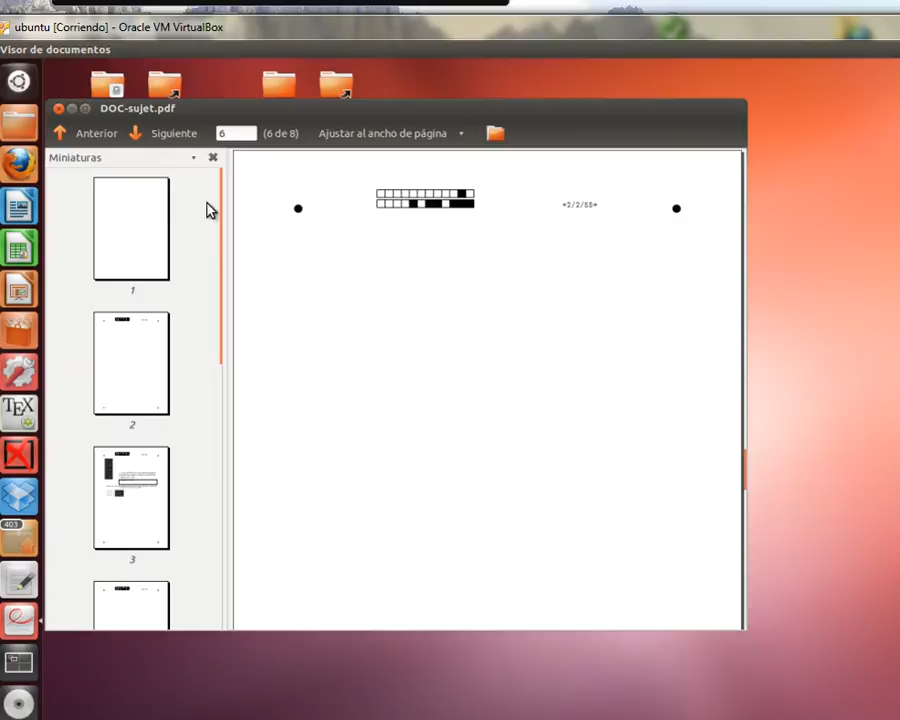 ubuntu [Corriendo] - Oracle VM VirtualBox
Visor de documentos
DOC-sujet.pdf
Anterior Siguiente 6 (6 de 8) Ajustar al ancho de página
Miniaturas
+2/2/55+
1
2
3
TEX
403